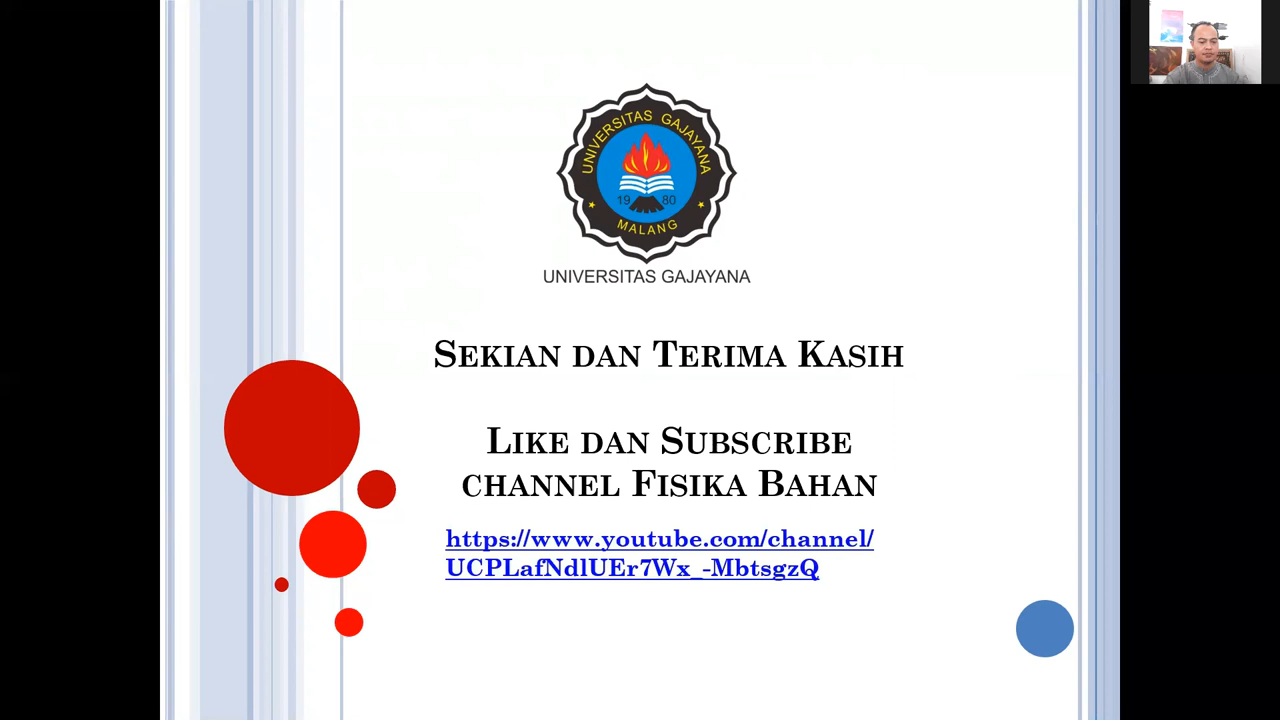 UNIVERSITAS GAJAYANA
19 80
MALANG
UNIVERSITAS GAJAYANA
SEKIAN DAN TERIMA KASIH
LIKE DAN SUBSCRIBE
CHANNEL FISIKA BAHAN
https://www.youtube.com/channel/
UCPLafNdlUEr7Wx_-MbtsgzQ